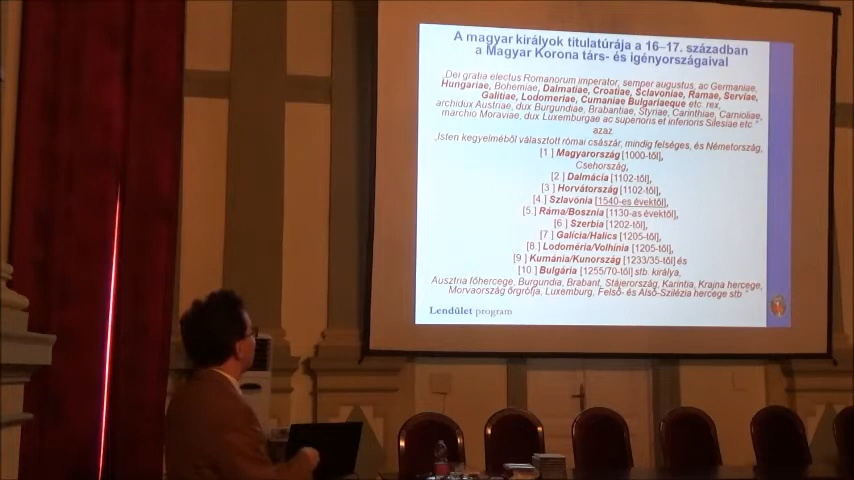 A magyar királyok titulatúrája a 16–17. században
a Magyar Korona társ- és igényországaival
„Dei gratia electus Romanorum imperator, semper augustus, ac Germaniae,
Hungariae, Bohemiae, Dalmatiae, Croatiae, Sclavoniae, Ramae, Serviae,
Galitiae, Lodomeriae, Cumaniae Bulgariaeque etc. rex,
archidux Austriae, dux Burgundiae, Brabantiae, Styriae, Carinthiae, Carnioliae,
marchio Moraviae, dux Luxemburgae ac superioris et inferioris Silesiae etc.”
azaz
„Isten kegyelméből választott római császár, mindig felséges, és Németország,
[1.] Magyarország [1000-től],
Csehország,
[2.] Dalmácia [1102-től],
[3.] Horvátország [1102-től],
[4.] Szlavónia [1540-es évektől],
[5.] Ráma/Bosznia [1130-as évektől],
[6.] Szerbia [1202-től],
[7.] Galícia/Halics [1205-től],
[8.] Lodoméria/Volhínia [1205-től],
[9.] Kumánia/Kunország [1233/35-től] és
[10.] Bulgária [1255/70-től] stb. királya,
Ausztria főhercege, Burgundia, Brabant, Stájerország, Karintia, Krajna hercege,
Morvaország őrgrófja, Luxemburg, Felső- és Alsó-Szilézia hercege stb.”
Lendület program